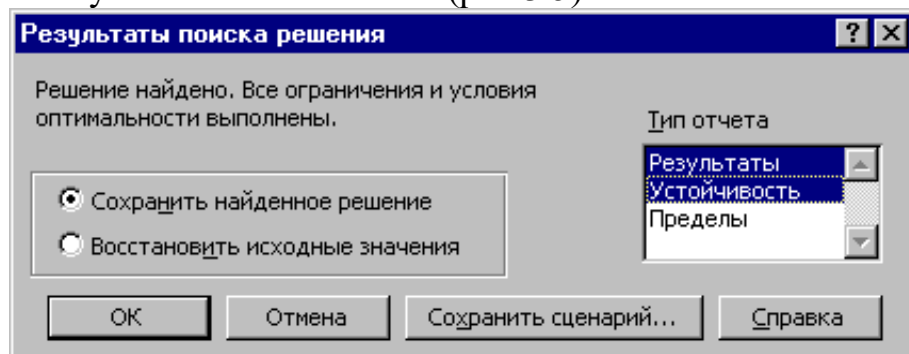 Результаты поиска решения
Решение найдено. Все ограничения и условия
оптимальности выполнены.
Тип отчета
Результаты
Устойчивость
Пределы
Сохранить найденное решение
Восстановить исходные значения
ОК
Отмена
Сохранить сценарий...
Справка